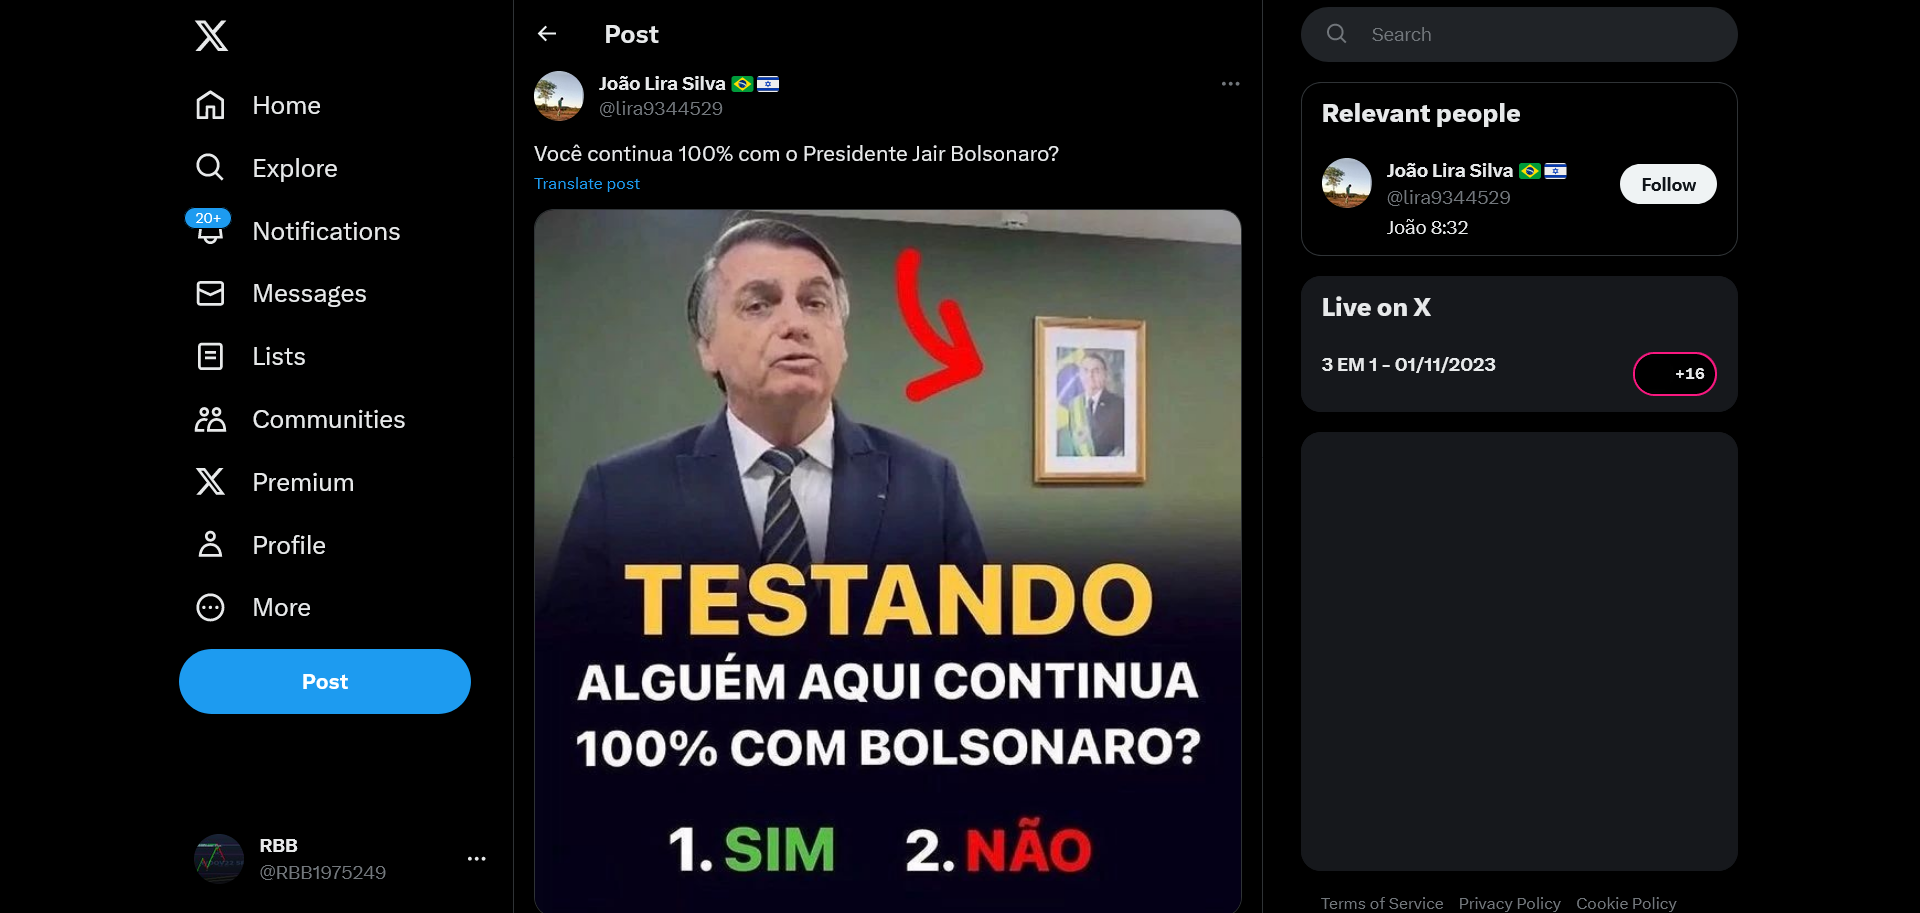 Home
Explore
20+
Notifications
Messages
Lists
Communities
Premium
Profile
More
Post
RBB
@RBB1975249
Post
João Lira Silva
@lira9344529
Você continua 100% com o Presidente Jair Bolsonaro?
Translate post
TESTANDO
ALGUÉM AQUI CONTINUA
100% COM BOLSONARO?
1. SIM 2. NÃO
Search
Relevant people
João Lira Silva
@lira9344529
Follow
João 8:32
Live on X
3 EM 1 - 01/11/2023
+16
Terms of Service Privacy Policy Cookie Policy